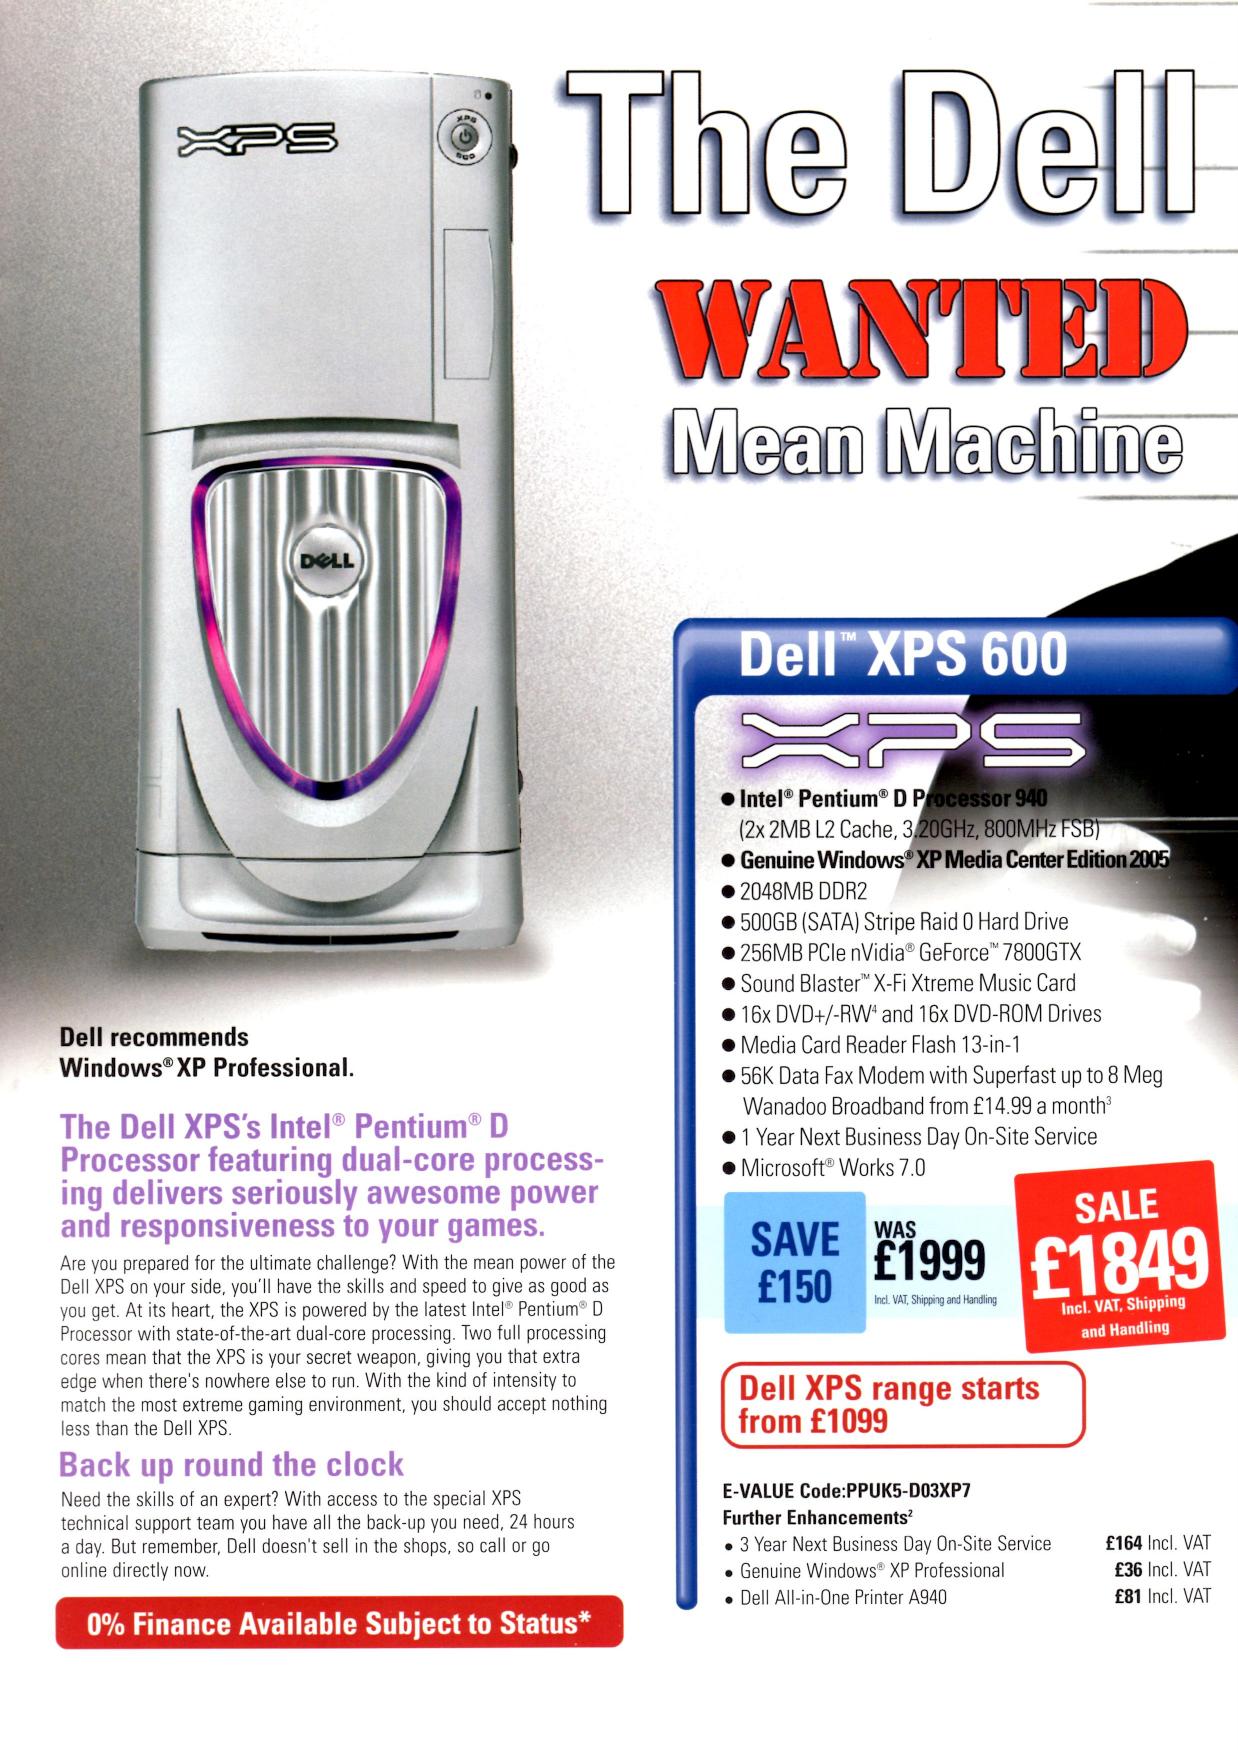 XPS
XPS
600
DELL
The Dell
WANTED
Mean Machine
Dell recommends
Windows® XP Professional.
The Dell XPS's Intel® Pentium® D
Processor featuring dual-core process-
ing delivers seriously awesome power
and responsiveness to your games.
Are you prepared for the ultimate challenge? With the mean power of the
Dell XPS on your side, you'll have the skills and speed to give as good as
you get. At its heart, the XPS is powered by the latest Intel® Pentium® D
Processor with state-of-the-art dual-core processing. Two full processing
cores mean that the XPS is your secret weapon, giving you that extra
edge when there's nowhere else to run. With the kind of intensity to
match the most extreme gaming environment, you should accept nothing
less than the Dell XPS.
Back up round the clock
Need the skills of an expert? With access to the special XPS
technical support team you have all the back-up you need, 24 hours
a day. But remember, Dell doesn't sell in the shops, so call or go
online directly now.
0% Finance Available Subject to Status*
Dell™ XPS 600
XPS
● Intel® Pentium® D Processor 940
(2x 2MB L2 Cache, 3.20GHz, 800MHz FSB)
● Genuine Windows® XP Media Center Edition 2005
● 2048MB DDR2
● 500GB (SATA) Stripe Raid 0 Hard Drive
● 256MB PCIe nVidia® GeForce™ 7800GTX
● Sound Blaster™ X-Fi Xtreme Music Card
● 16x DVD+/-RW⁴ and 16x DVD-ROM Drives
● Media Card Reader Flash 13-in-1
● 56K Data Fax Modem with Superfast up to 8 Meg
Wanadoo Broadband from £14.99 a month³
● 1 Year Next Business Day On-Site Service
● Microsoft® Works 7.0
SAVE
£150
WAS
£1999
Incl. VAT, Shipping and Handling
SALE
£1849
Incl. VAT, Shipping
and Handling
Dell XPS range starts
from £1099
E-VALUE Code:PPUK5-D03XP7
Further Enhancements²
● 3 Year Next Business Day On-Site Service £164 Incl. VAT
● Genuine Windows® XP Professional £36 Incl. VAT
● Dell All-in-One Printer A940 £81 Incl. VAT